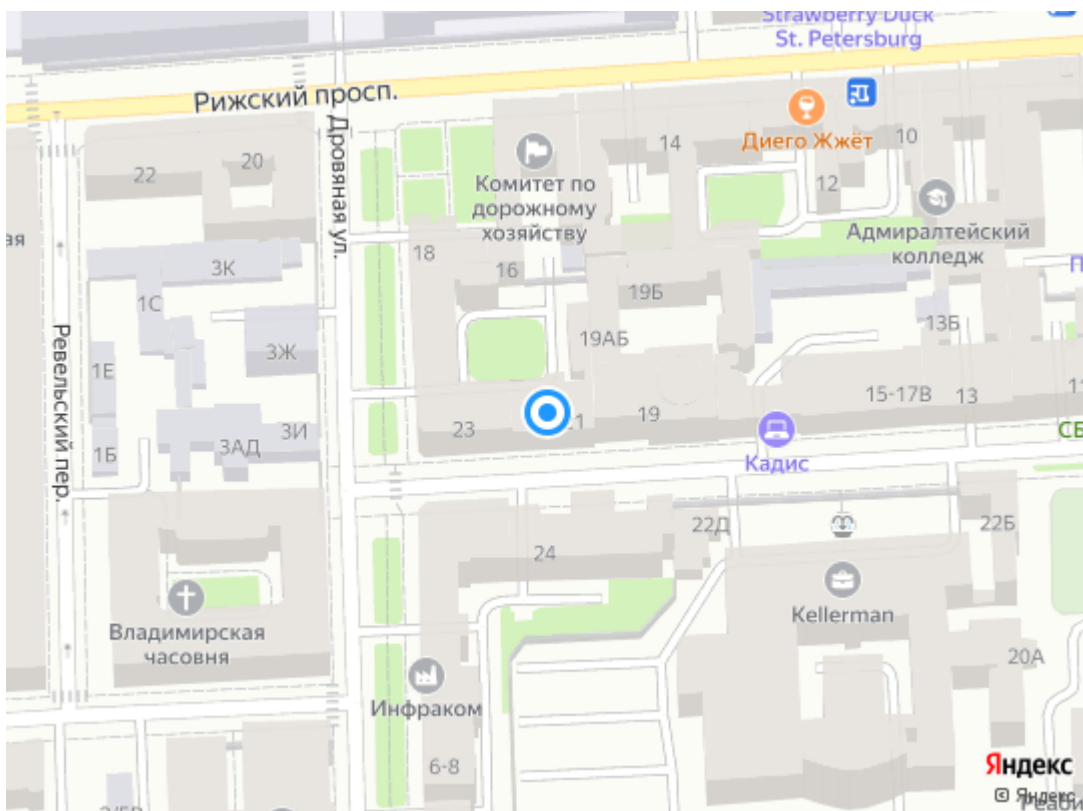 Strawberry Duck
St. Petersburg
Рижский просп.
Дровяная ул.
14
Диего Жжёт
10
22
20
Комитет по
дорожному
хозяйству
12
Адмиралтейский
колледж
18
16
3К
1С
19Б
19АБ
13Б
3Ж
1Е
Ревельский пер.
23
19
15-17В
13
3И
3АД
1Б
Кадис
22Д
22Б
24
Kellerman
Владимирская
часовня
20А
Инфраком
6-8
Яндекс
© Яндекс